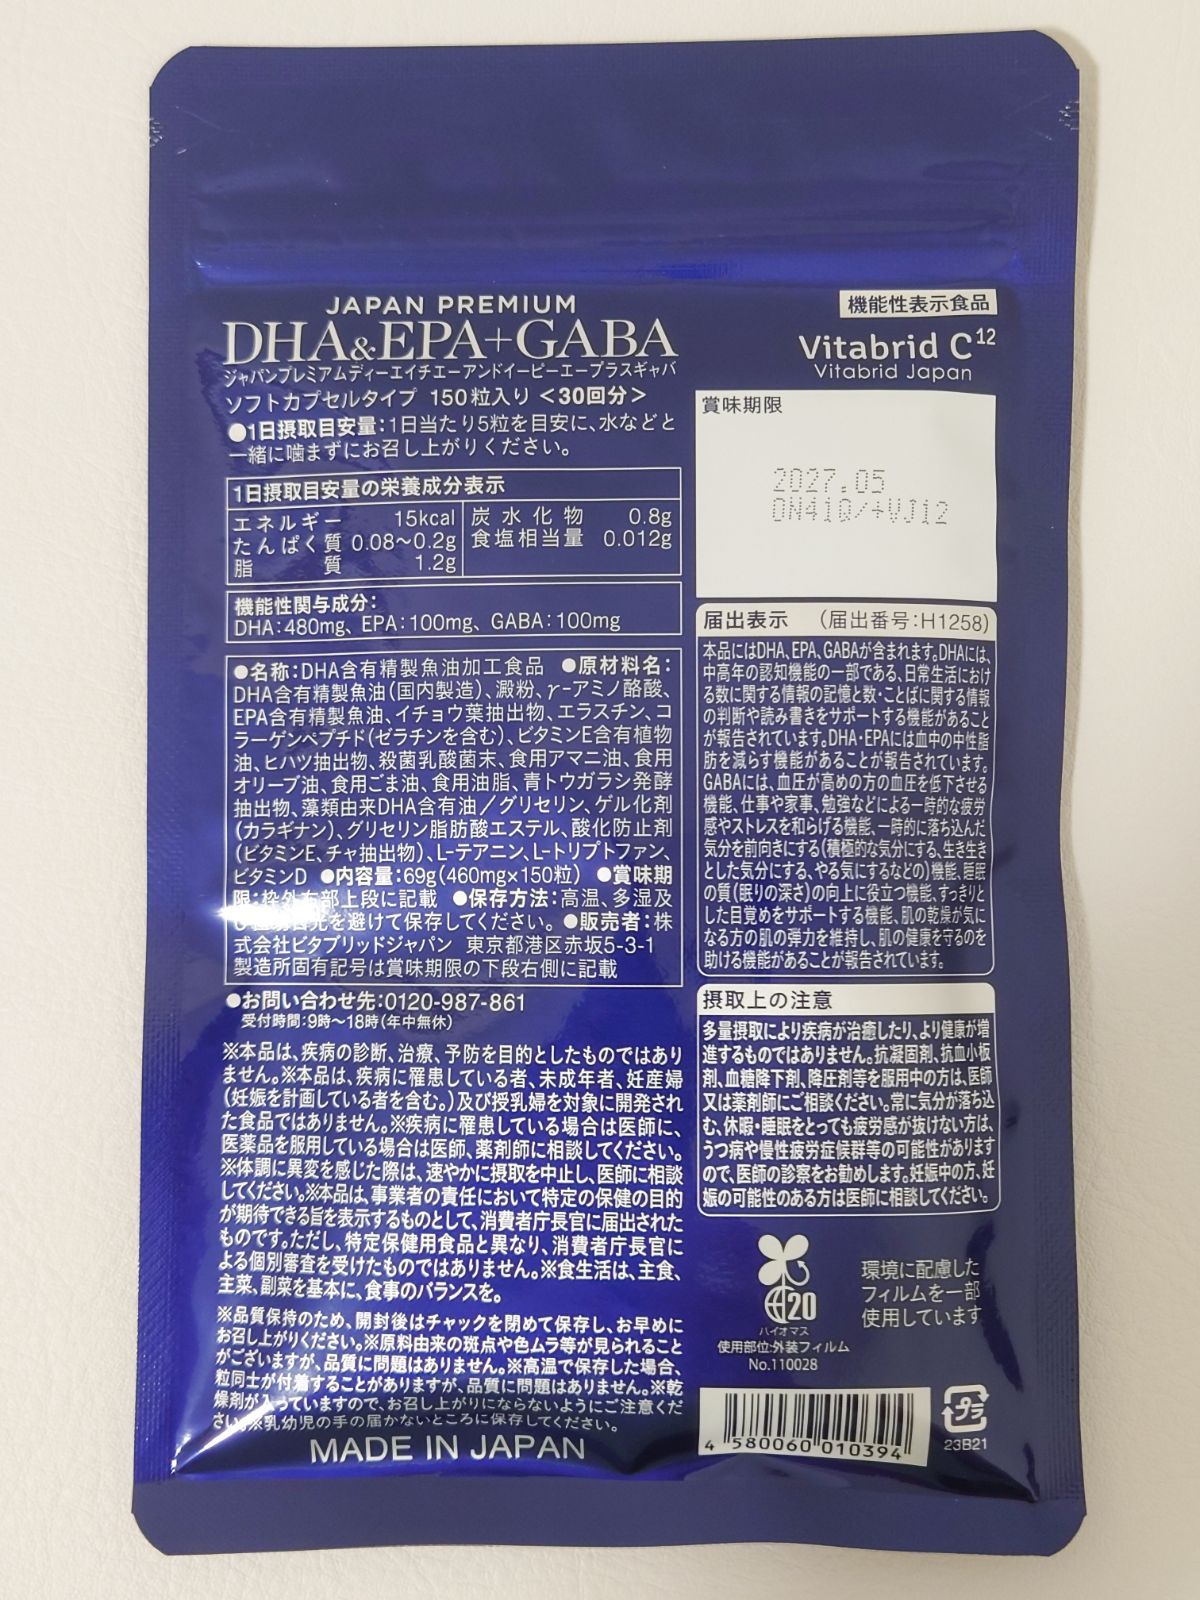 JAPAN PREMIUM
DHA&EPA+GABA
ジャパンプレミアムディーエイチエーアンドイーピーエープラスギャバ
ソフトカプセルタイプ 150粒入り <30回分>
●1日摂取目安量:1日当たり5粒を目安に、水などと
一緒に噛まずにお召し上がりください。
1日摂取目安量の栄養成分表示
エネルギー 15kcal 炭水化物 0.8g
たんぱく質 0.08〜0.2g 食塩相当量 0.012g
脂質 1.2g
機能性関与成分:
DHA:480mg、EPA:100mg、GABA:100mg
●名称:DHA含有精製魚油加工食品 ●原材料名:
DHA含有精製魚油(国内製造)、澱粉、γ-アミノ酪酸、
EPA含有精製魚油、イチョウ葉抽出物、エラスチン、コ
ラーゲンペプチド(ゼラチンを含む)、ビタミンE含有植物
油、ヒハツ抽出物、殺菌乳酸菌末、食用アマニ油、食用
オリーブ油、食用ごま油、食用油脂、青トウガラシ発酵
抽出物、藻類由来DHA含有油/グリセリン、ゲル化剤
(カラギナン)、グリセリン脂肪酸エステル、酸化防止剤
(ビタミンE、チャ抽出物)、L-テアニン、L-トリプトファン、
ビタミンD ●内容量:69g(460mg×150粒) ●賞味期
限:枠外右部上段に記載 ●保存方法:高温、多湿及
び直射日光を避けて保存してください。 ●販売者:株
式会社ビタブリッドジャパン 東京都港区赤坂5-3-1
製造所固有記号は賞味期限の下段右側に記載
●お問い合わせ先:0120-987-861
受付時間:9時〜18時(年中無休)
※本品は、疾病の診断、治療、予防を目的としたものではあり
ません。※本品は、疾病に罹患している者、未成年者、妊産婦
(妊娠を計画している者を含む。)及び授乳婦を対象に開発され
た食品ではありません。※疾病に罹患している場合は医師に、
医薬品を服用している場合は医師、薬剤師に相談してください。
※体調に異変を感じた際は、速やかに摂取を中止し、医師に相談
してください。※本品は、事業者の責任において特定の保健の目的
が期待できる旨を表示するものとして、消費者庁長官に届出された
ものです。ただし、特定保健用食品と異なり、消費者庁長官に
よる個別審査を受けたものではありません。※食生活は、主食、
主菜、副菜を基本に、食事のバランスを。
※品質保持のため、開封後はチャックを閉めて保存し、お早めに
お召し上がりください。※原料由来の斑点や色ムラ等が見られること
がございますが、品質に問題はありません。※高温で保存した場合、
粒同士が付着することがありますが、品質に問題はありません。※乾
燥剤が入っていますので、お召し上がりにならないようにご注意くだ
さい。※乳幼児の手の届かないところに保存してください。
MADE IN JAPAN
機能性表示食品
Vitabrid C12
Vitabrid Japan
賞味期限
2027.05
ON41Q/+VJ12
届出表示 (届出番号:H1258)
本品にはDHA、EPA、GABAが含まれます。DHAには、
中高年の認知機能の一部である、日常生活におけ
る数に関する情報の記憶と数・ことばに関する情報
の判断や読み書きをサポートする機能があること
が報告されています。DHA・EPAには血中の中性脂
肪を減らす機能があることが報告されています。
GABAには、血圧が高めの方の血圧を低下させる
機能、仕事や家事、勉強などによる一時的な疲労
感やストレスを和らげる機能、一時的に落ち込んだ
気分を前向きにする(積極的な気分にする、生き生き
とした気分にする、やる気にするなどの)機能、睡眠
の質(眠りの深さ)の向上に役立つ機能、すっきりと
した目覚めをサポートする機能、肌の乾燥が気に
なる方の肌の弾力を維持し、肌の健康を守るのを
助ける機能があることが報告されています。
摂取上の注意
多量摂取により疾病が治癒したり、より健康が増
進するものではありません。抗凝固剤、抗血小板
剤、血糖降下剤、降圧剤等を服用中の方は、医師
又は薬剤師にご相談ください。常に気分が落ち込
む、休暇・睡眠をとっても疲労感が抜けない方は、
うつ病や慢性疲労症候群等の可能性があります
ので、医師の診察をお勧めします。妊娠中の方、妊
娠の可能性のある方は医師に相談してください。
20
バイオマス
使用部位:外装フィルム
No.110028
環境に配慮した
フィルムを一部
使用しています
4 580060 010394
プラ
23B21